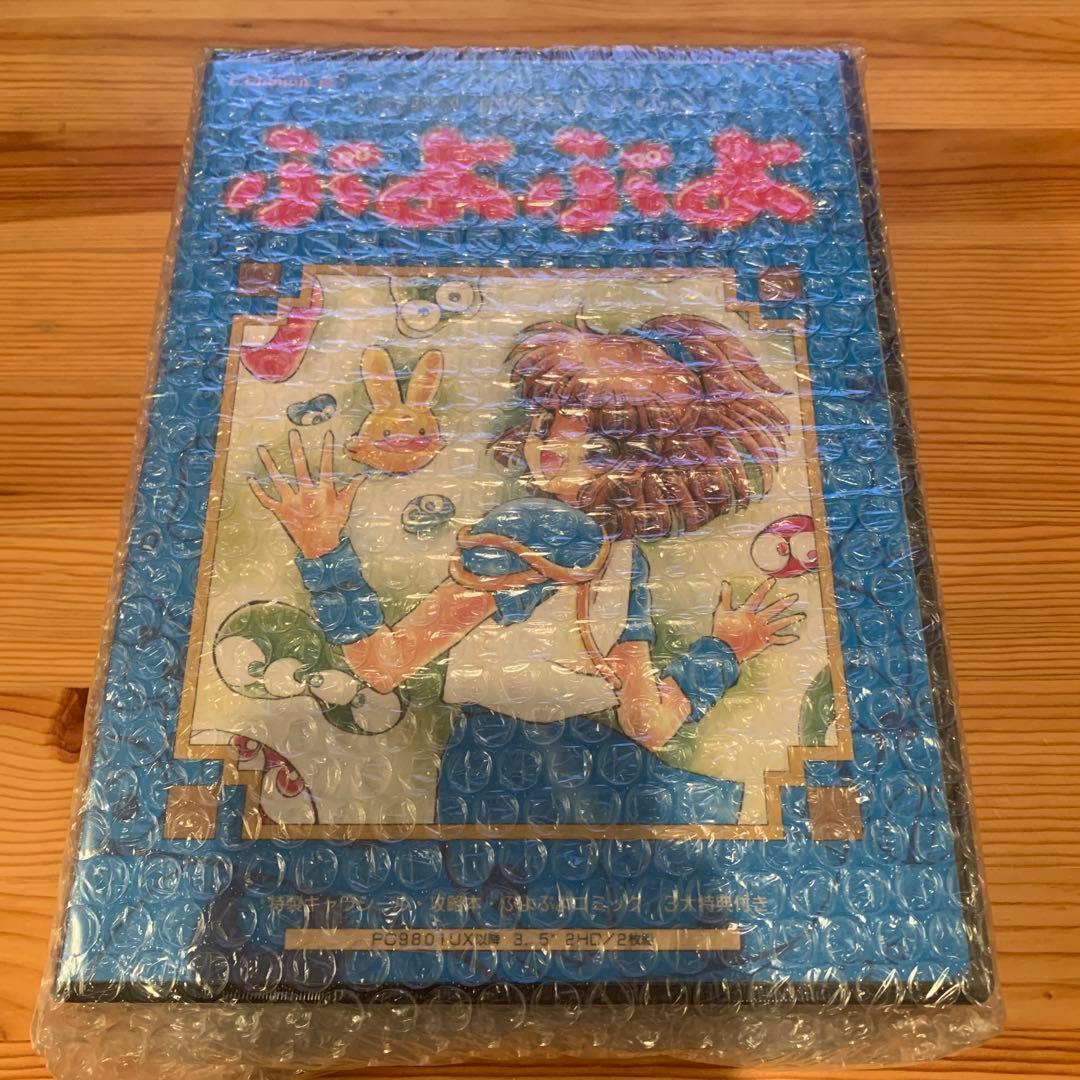 ぷよぷよ
特製キャラシール・攻略本・ぷよぷよコミック 3大特典付き
PC9801UX以降 3.5" 2HD/2枚組